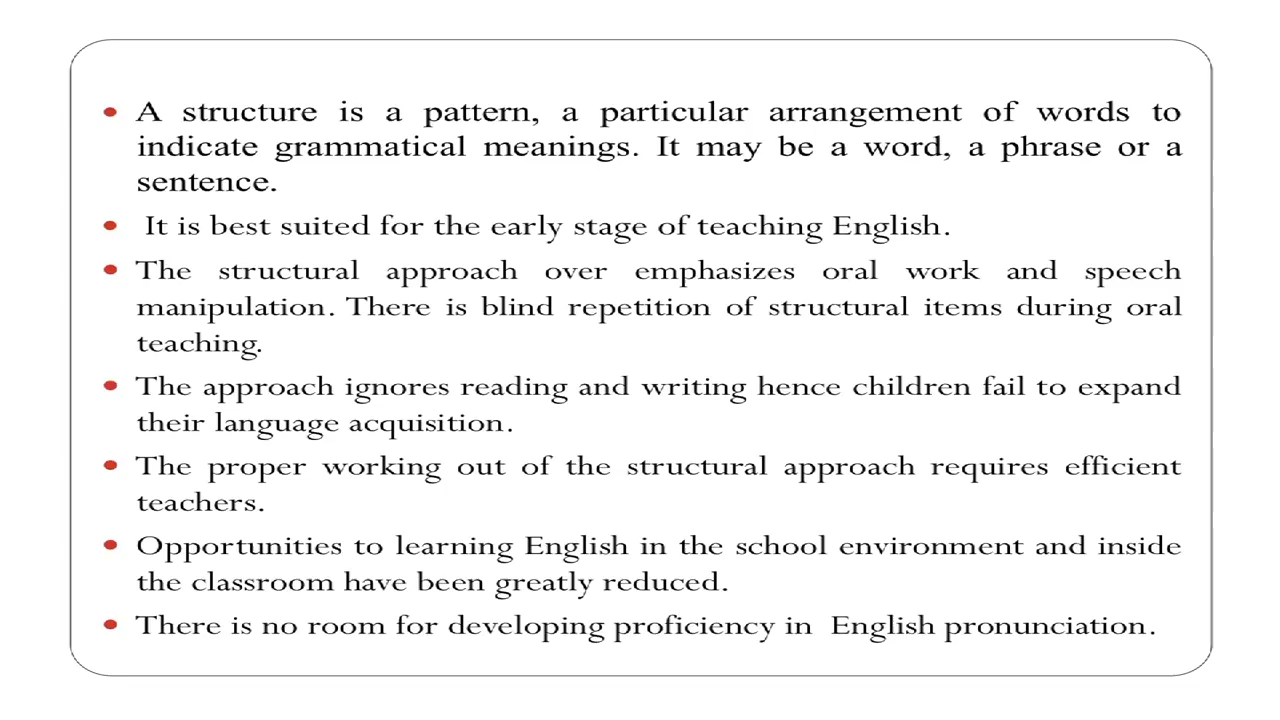 • A structure is a pattern, a particular arrangement of words to
indicate grammatical meanings. It may be a word, a phrase or a
sentence.
• It is best suited for the early stage of teaching English.
• The structural approach over emphasizes oral work and speech
manipulation. There is blind repetition of structural items during oral
teaching.
• The approach ignores reading and writing hence children fail to expand
their language acquisition.
• The proper working out of the structural approach requires efficient
teachers.
• Opportunities to learning English in the school environment and inside
the classroom have been greatly reduced.
• There is no room for developing proficiency in English pronunciation.